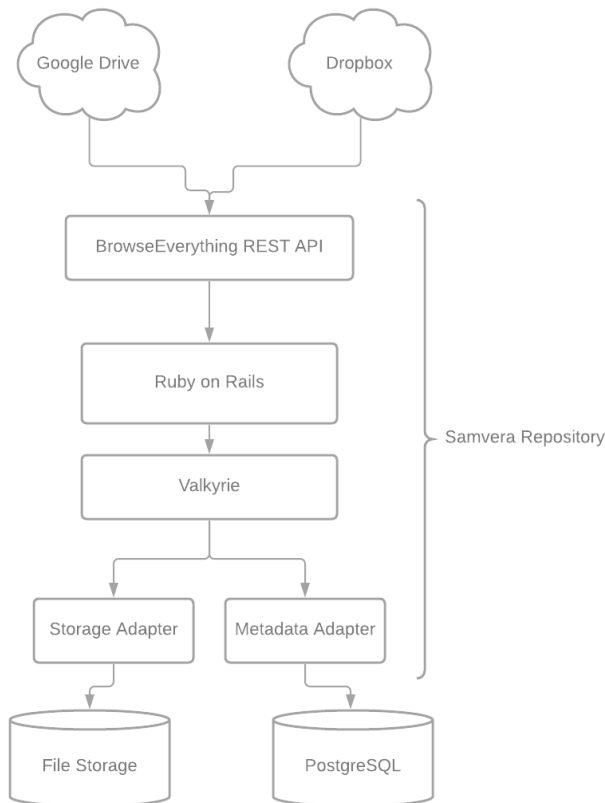 Google Drive
Dropbox
BrowseEverything REST API
Ruby on Rails
Samvera Repository
Valkyrie
Storage Adapter
Metadata Adapter
File Storage
PostgreSQL